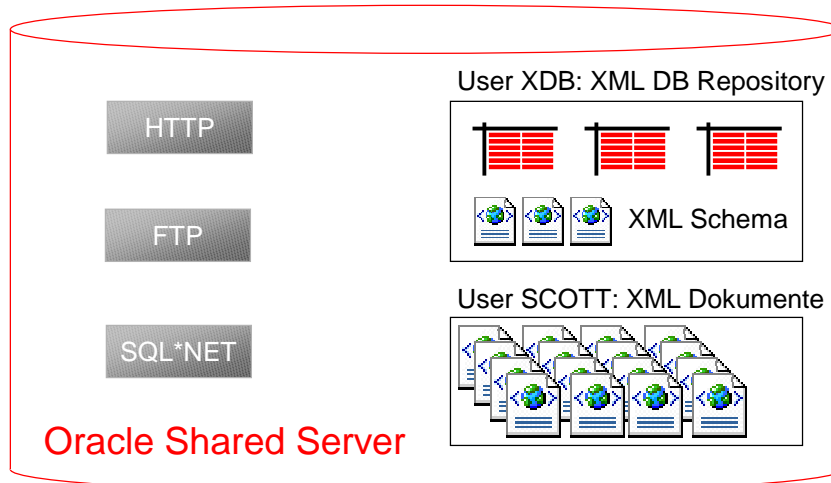 HTTP
FTP
SQL*NET
Oracle Shared Server
User XDB: XML DB Repository
XML Schema
User SCOTT: XML Dokumente